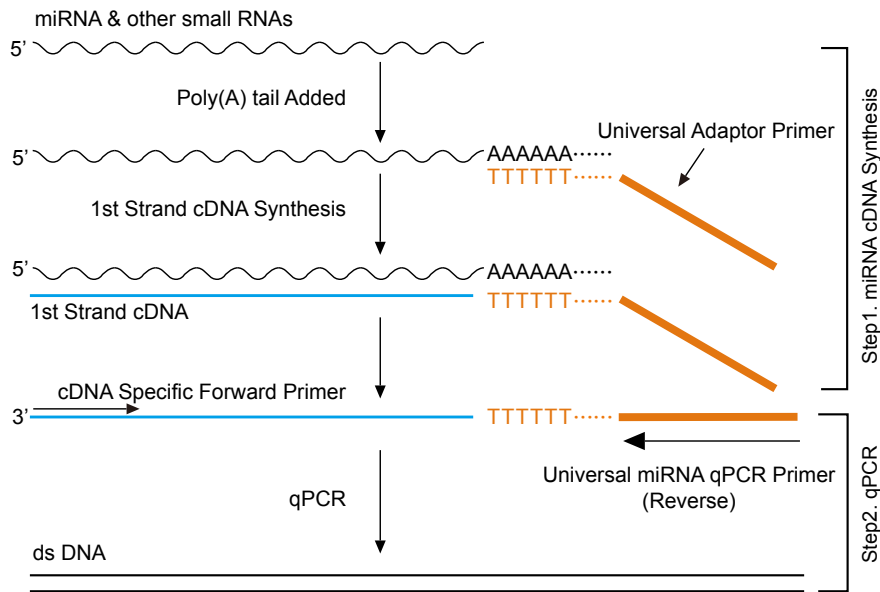 miRNA & other small RNAs
5’
Poly(A) tail Added
Universal Adaptor Primer
5’
AAAAAA······
TTTTTT······
1st Strand cDNA Synthesis
5’
AAAAAA······
TTTTTT······
1st Strand cDNA
Step1. miRNA cDNA Synthesis
cDNA Specific Forward Primer
3’
TTTTTT······
Universal miRNA qPCR Primer
(Reverse)
qPCR
Step2. qPCR
ds DNA